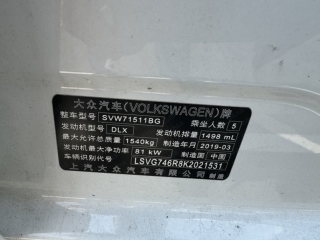 大众汽车(VOLKSWAGEN)牌
整车型号 SVW71511BG 乘坐人数 5
发动机型号 DLX 发动机排量 1498 mL
最大允许总质量 1540kg 制造年月 2019-03
发动机最大净功率 81 kW 制造国 中国
车辆识别代号 LSVG746R8K2021531
上汽大众汽车有限公司 制造